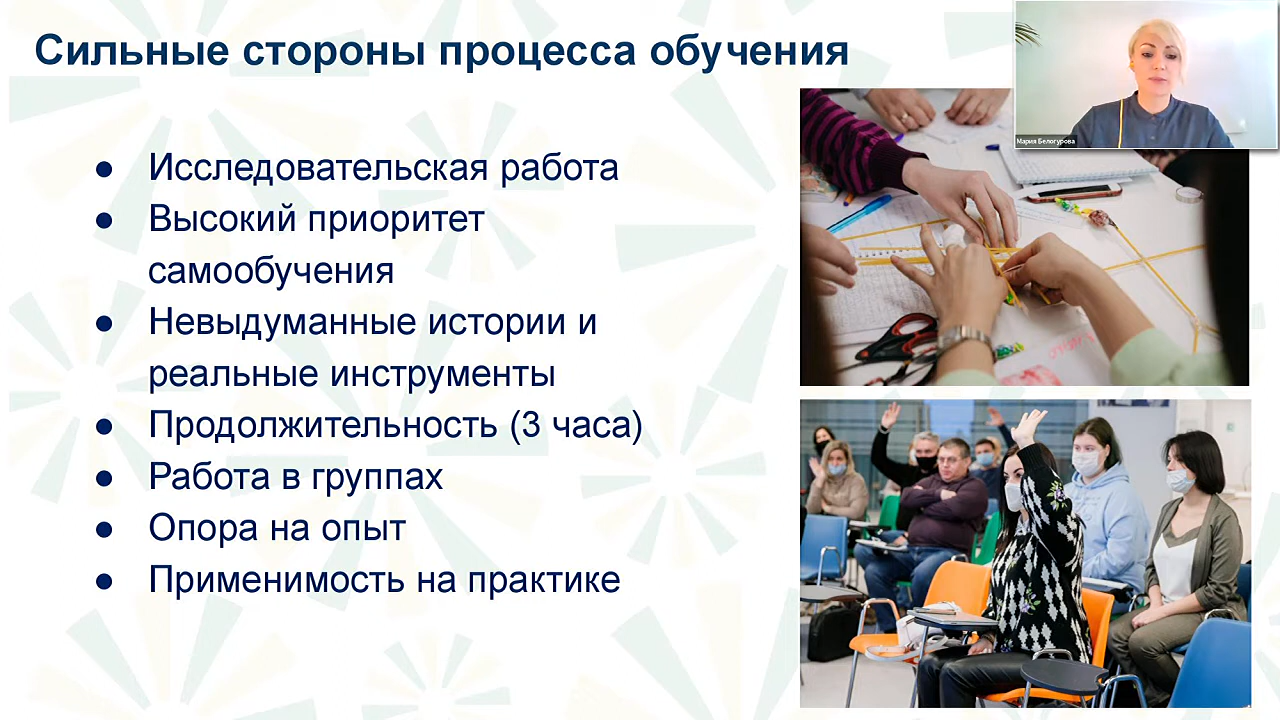 Сильные стороны процесса обучения
Мария Белогурова
● Исследовательская работа
● Высокий приоритет
самообучения
● Невыдуманные истории и
реальные инструменты
● Продолжительность (3 часа)
● Работа в группах
● Опора на опыт
● Применимость на практике